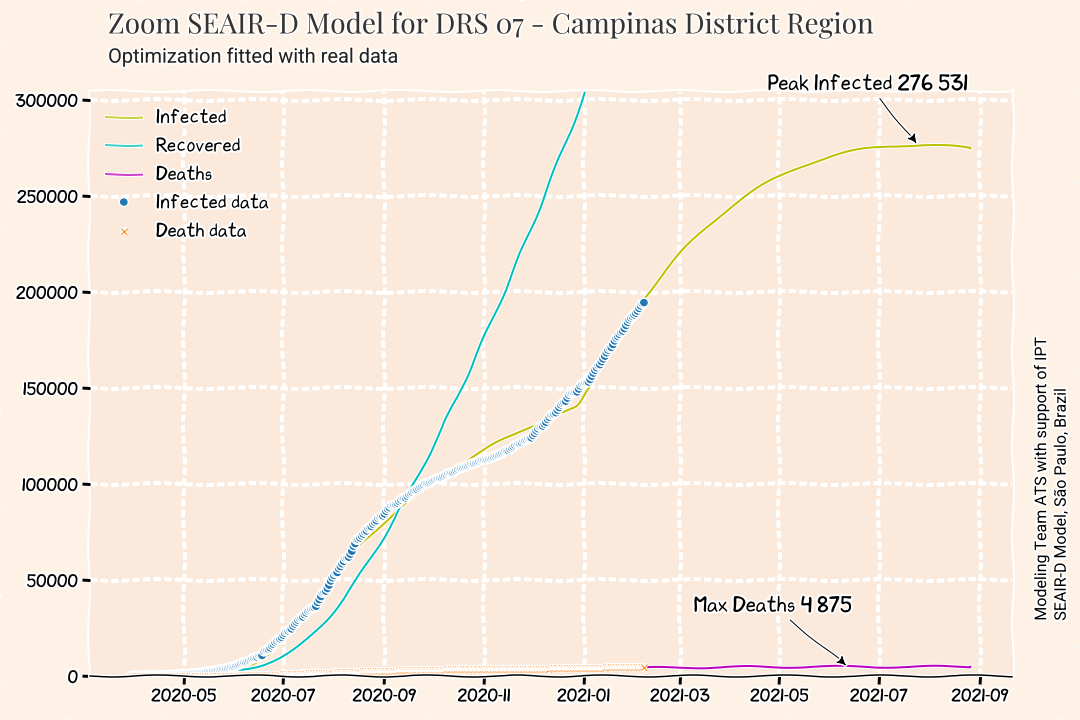 Zoom SEAIR-D Model for DRS 07 - Campinas District Region
Optimization fitted with real data
Peak Infected 276 531
300000
250000
200000
150000
100000
50000
0
Infected
Recovered
Deaths
Infected data
Death data
Max Deaths 4 875
2020-05 2020-07 2020-09 2020-11 2021-01 2021-03 2021-05 2021-07 2021-09
Modeling Team ATS with support of IPT
SEAIR-D Model, São Paulo, Brazil